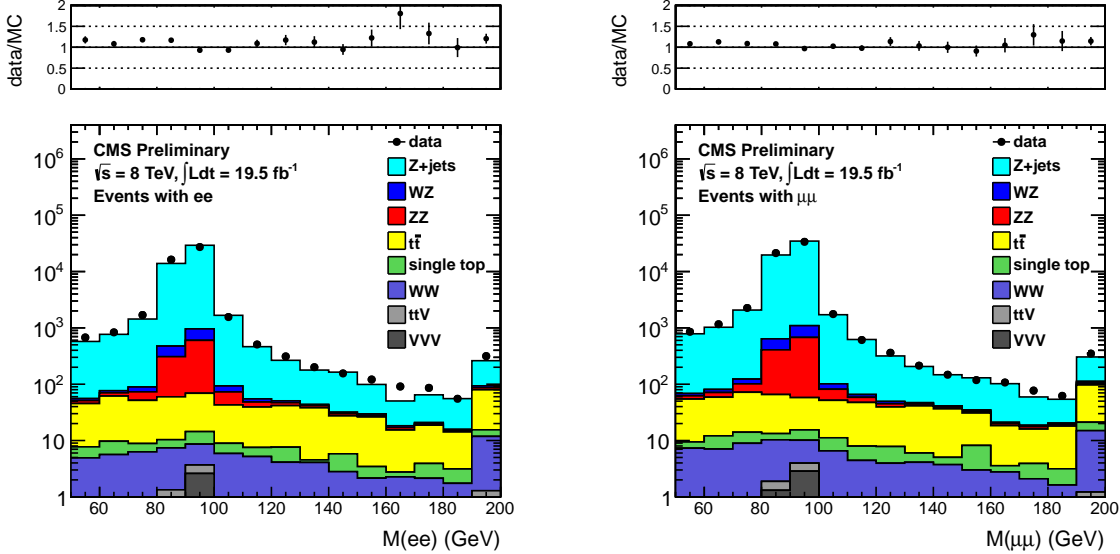 data/MC
2
1.5
1
0.5
0
CMS Preliminary
√s = 8 TeV, ∫Ldt = 19.5 fb⁻¹
Events with ee
data
Z+jets
WZ
ZZ
tt̄
single top
WW
ttV
VVV
10⁶
10⁵
10⁴
10³
10²
10
1
60 80 100 120 140 160 180 200
M(ee) (GeV)
data/MC
2
1.5
1
0.5
0
CMS Preliminary
√s = 8 TeV, ∫Ldt = 19.5 fb⁻¹
Events with μμ
data
Z+jets
WZ
ZZ
tt̄
single top
WW
ttV
VVV
10⁶
10⁵
10⁴
10³
10²
10
1
60 80 100 120 140 160 180 200
M(μμ) (GeV)